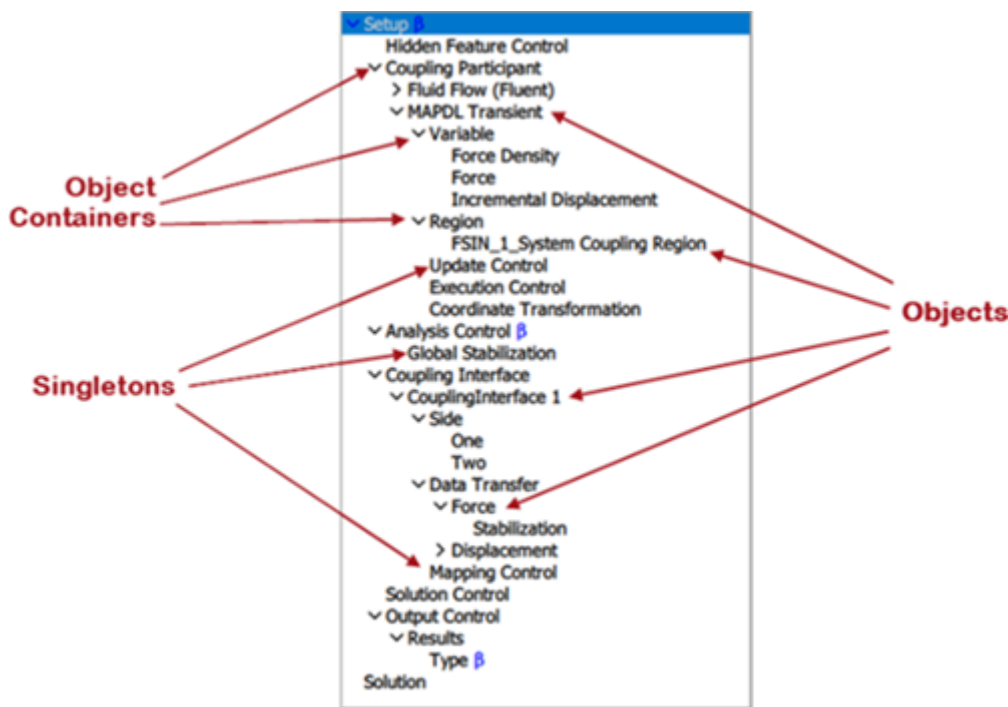 Setup β
Hidden Feature Control
Coupling Participant
Fluid Flow (Fluent)
MAPDL Transient
Variable
Force Density
Force
Incremental Displacement
Region
FSIN_1_System Coupling Region
Update Control
Execution Control
Coordinate Transformation
Analysis Control β
Global Stabilization
Coupling Interface
CouplingInterface 1
Side
One
Two
Data Transfer
Force
Stabilization
Displacement
Mapping Control
Solution Control
Output Control
Results
Type β
Solution
Object
Containers
Singletons
Objects